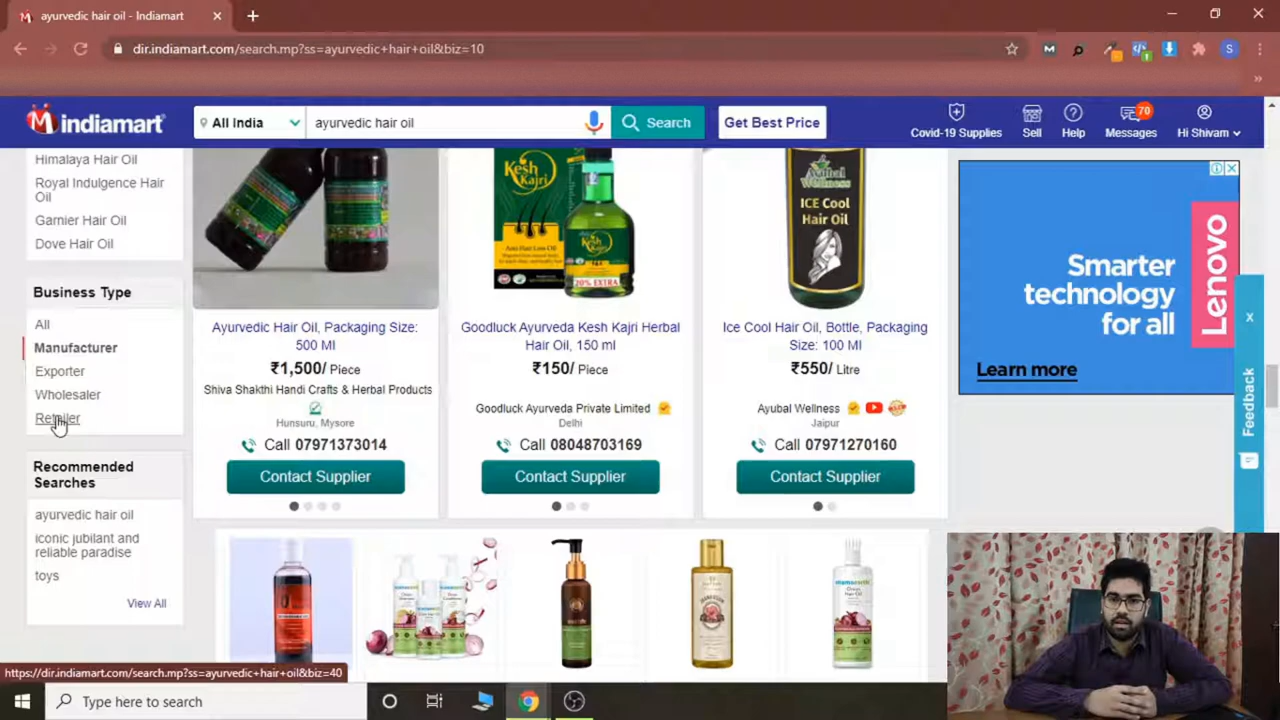 ayurvedic hair oil - Indiamart
dir.indiamart.com/search.mp?ss=ayurvedic+hair+oil&biz=10
S
indiamart
All India
ayurvedic hair oil
Search
Get Best Price
Covid-19 Supplies
Sell
Help
70
Messages
Hi Shivam
Himalaya Hair Oil
Royal Indulgence Hair
Oil
Garnier Hair Oil
Dove Hair Oil
Business Type
All
Manufacturer
Exporter
Wholesaler
Retailer
Recommended
Searches
ayurvedic hair oil
iconic jubilant and
reliable paradise
toys
View All
Ayurvedic Hair Oil, Packaging Size:
500 Ml
₹1,500/ Piece
Shiva Shakthi Handi Crafts & Herbal Products
Hunsuru, Mysore
Call 07971373014
Contact Supplier
Kesh
Kajri
20% EXTRA
Goodluck Ayurveda Kesh Kajri Herbal
Hair Oil, 150 ml
₹150/ Piece
Goodluck Ayurveda Private Limited
Delhi
Call 08048703169
Contact Supplier
Wellness
ICE Cool
Hair Oil
Ice Cool Hair Oil, Bottle, Packaging
Size: 100 Ml
₹550/ Litre
Ayubal Wellness
Jaipur
Call 07971270160
Contact Supplier
Smarter
technology
for all
Lenovo
Learn more
x
Feedback
https://dir.indiamart.com/search.mp?ss=ayurvedic+hair+oil&biz=40
Type here to search